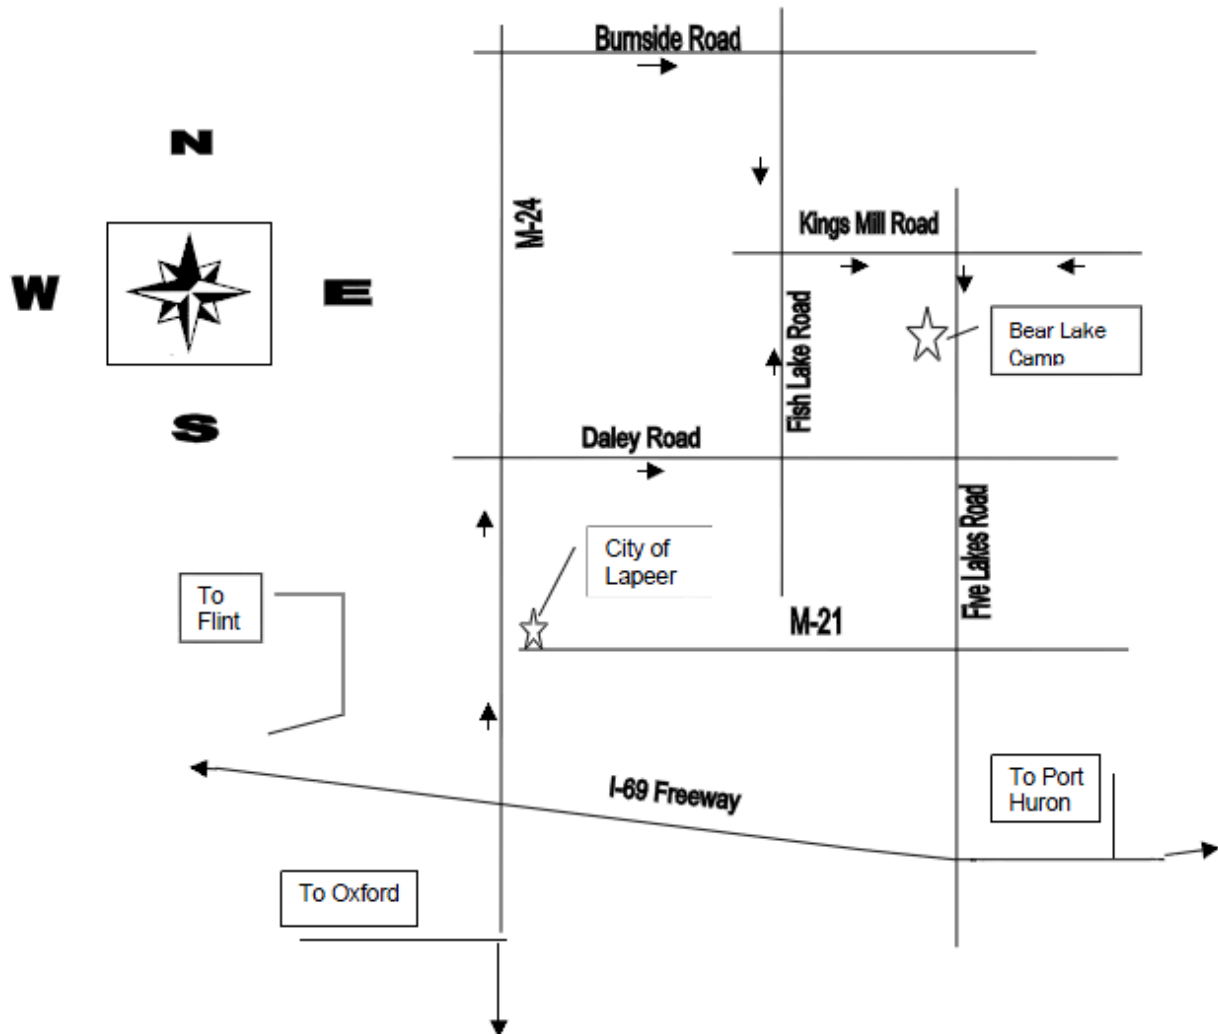 Burnside Road
N
M-24
Kings Mill Road
W
E
Fish Lake Road
Bear Lake
Camp
S
Daley Road
City of
Lapeer
Five Lakes Road
To
Flint
M-21
I-69 Freeway
To Port
Huron
To Oxford